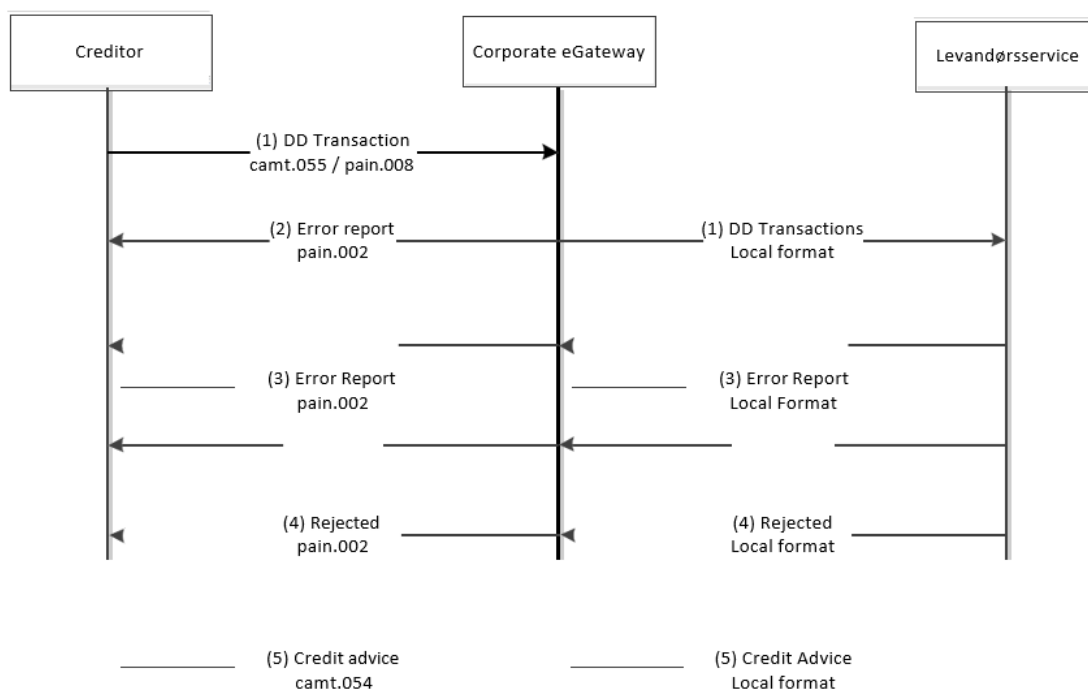 Creditor
Corporate eGateway
Levandørsservice
(1) DD Transaction
camt.055 / pain.008
(2) Error report
pain.002
(1) DD Transactions
Local format
(3) Error Report
pain.002
(3) Error Report
Local Format
(4) Rejected
pain.002
(4) Rejected
Local format
(5) Credit advice
camt.054
(5) Credit Advice
Local format